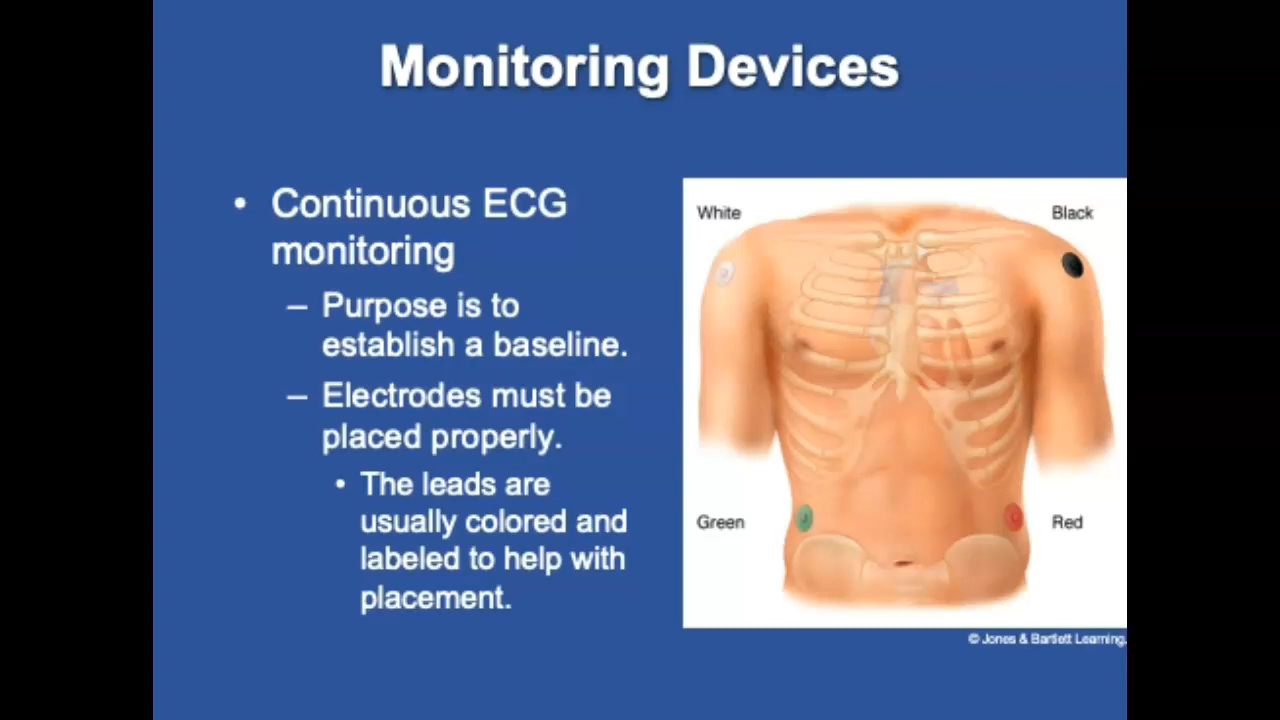 Monitoring Devices
• Continuous ECG
monitoring
– Purpose is to
establish a baseline.
– Electrodes must be
placed properly.
• The leads are
usually colored and
labeled to help with
placement.
White
Black
Green
Red
© Jones & Bartlett Learning.